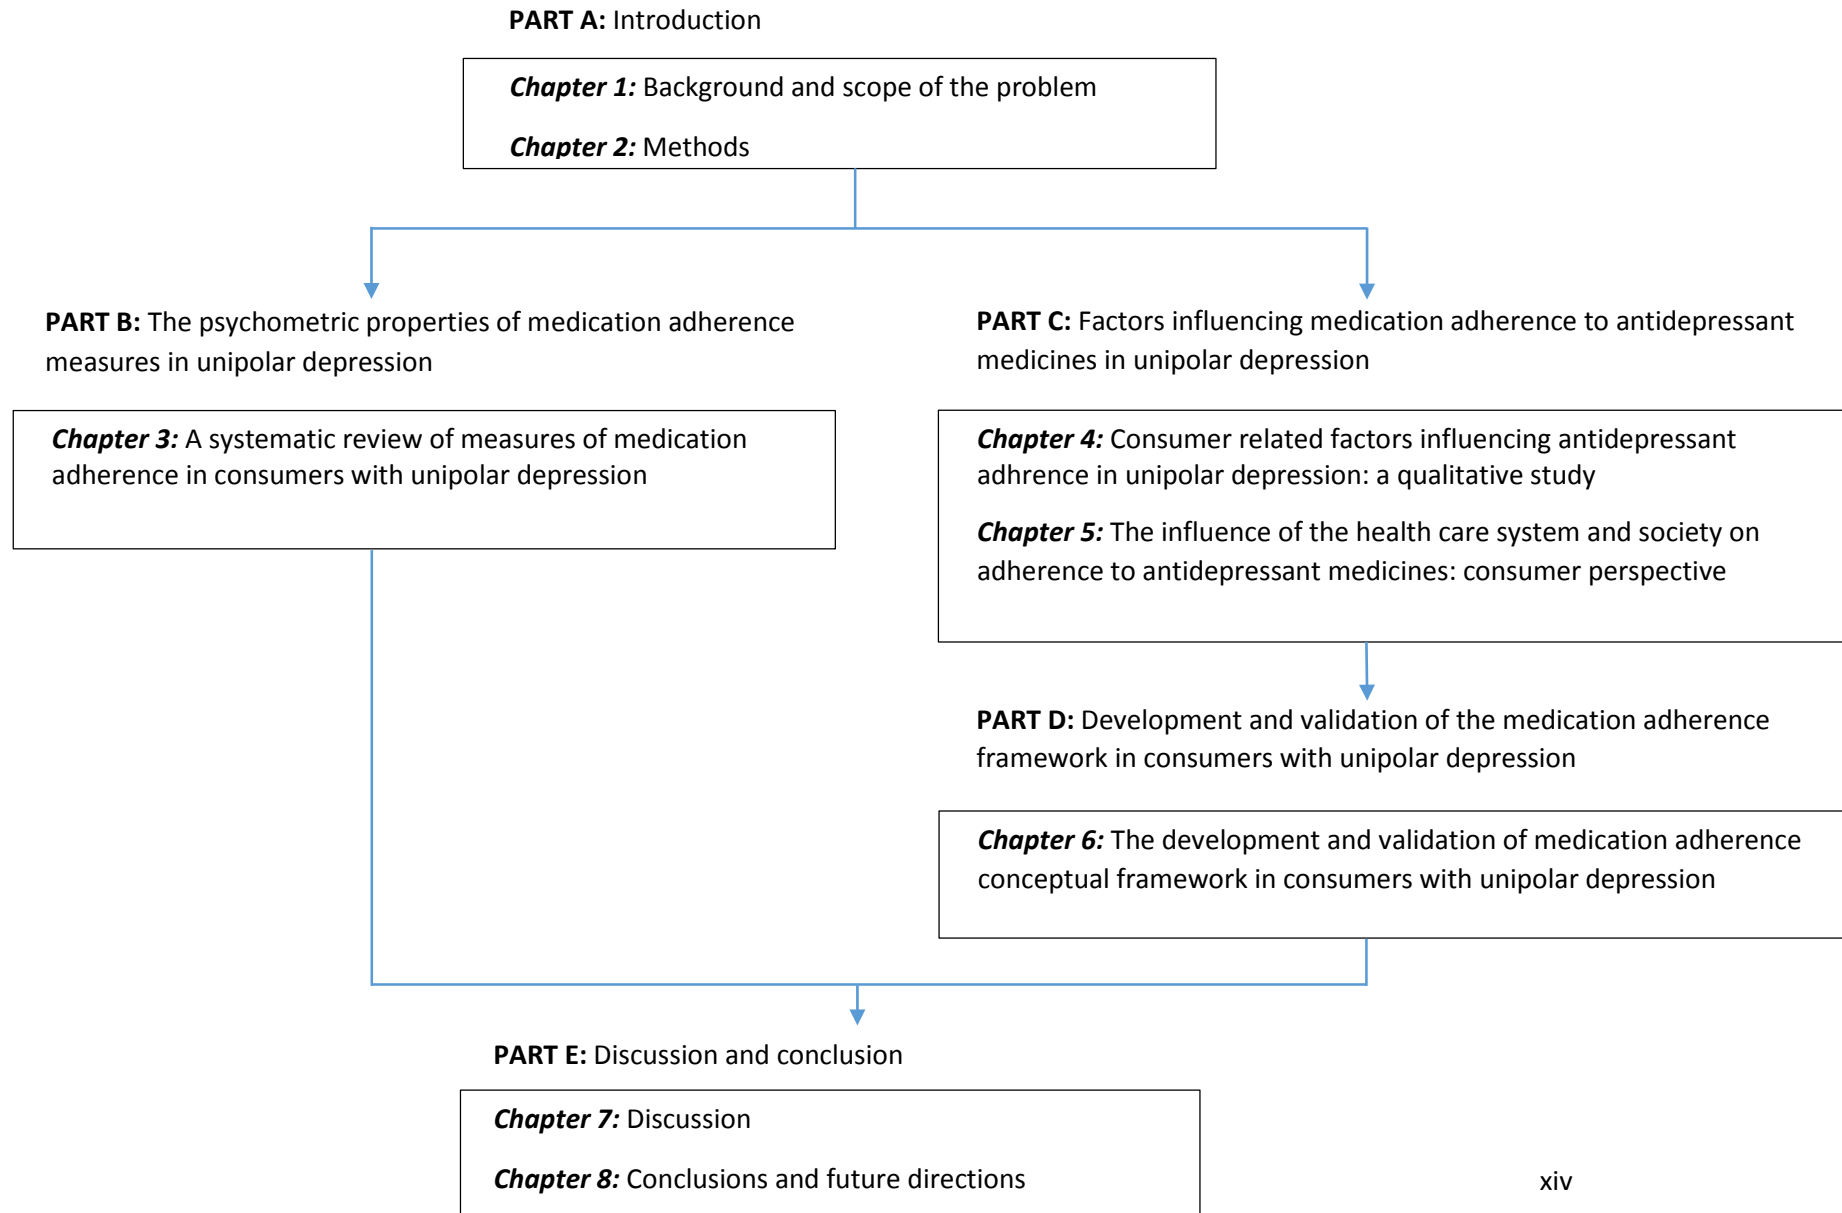 PART A: Introduction
Chapter 1: Background and scope of the problem
Chapter 2: Methods
PART B: The psychometric properties of medication adherence
measures in unipolar depression
Chapter 3: A systematic review of measures of medication
adherence in consumers with unipolar depression
PART C: Factors influencing medication adherence to antidepressant
medicines in unipolar depression
Chapter 4: Consumer related factors influencing antidepressant
adhrence in unipolar depression: a qualitative study
Chapter 5: The influence of the health care system and society on
adherence to antidepressant medicines: consumer perspective
PART D: Development and validation of the medication adherence
framework in consumers with unipolar depression
Chapter 6: The development and validation of medication adherence
conceptual framework in consumers with unipolar depression
PART E: Discussion and conclusion
Chapter 7: Discussion
Chapter 8: Conclusions and future directions
xiv